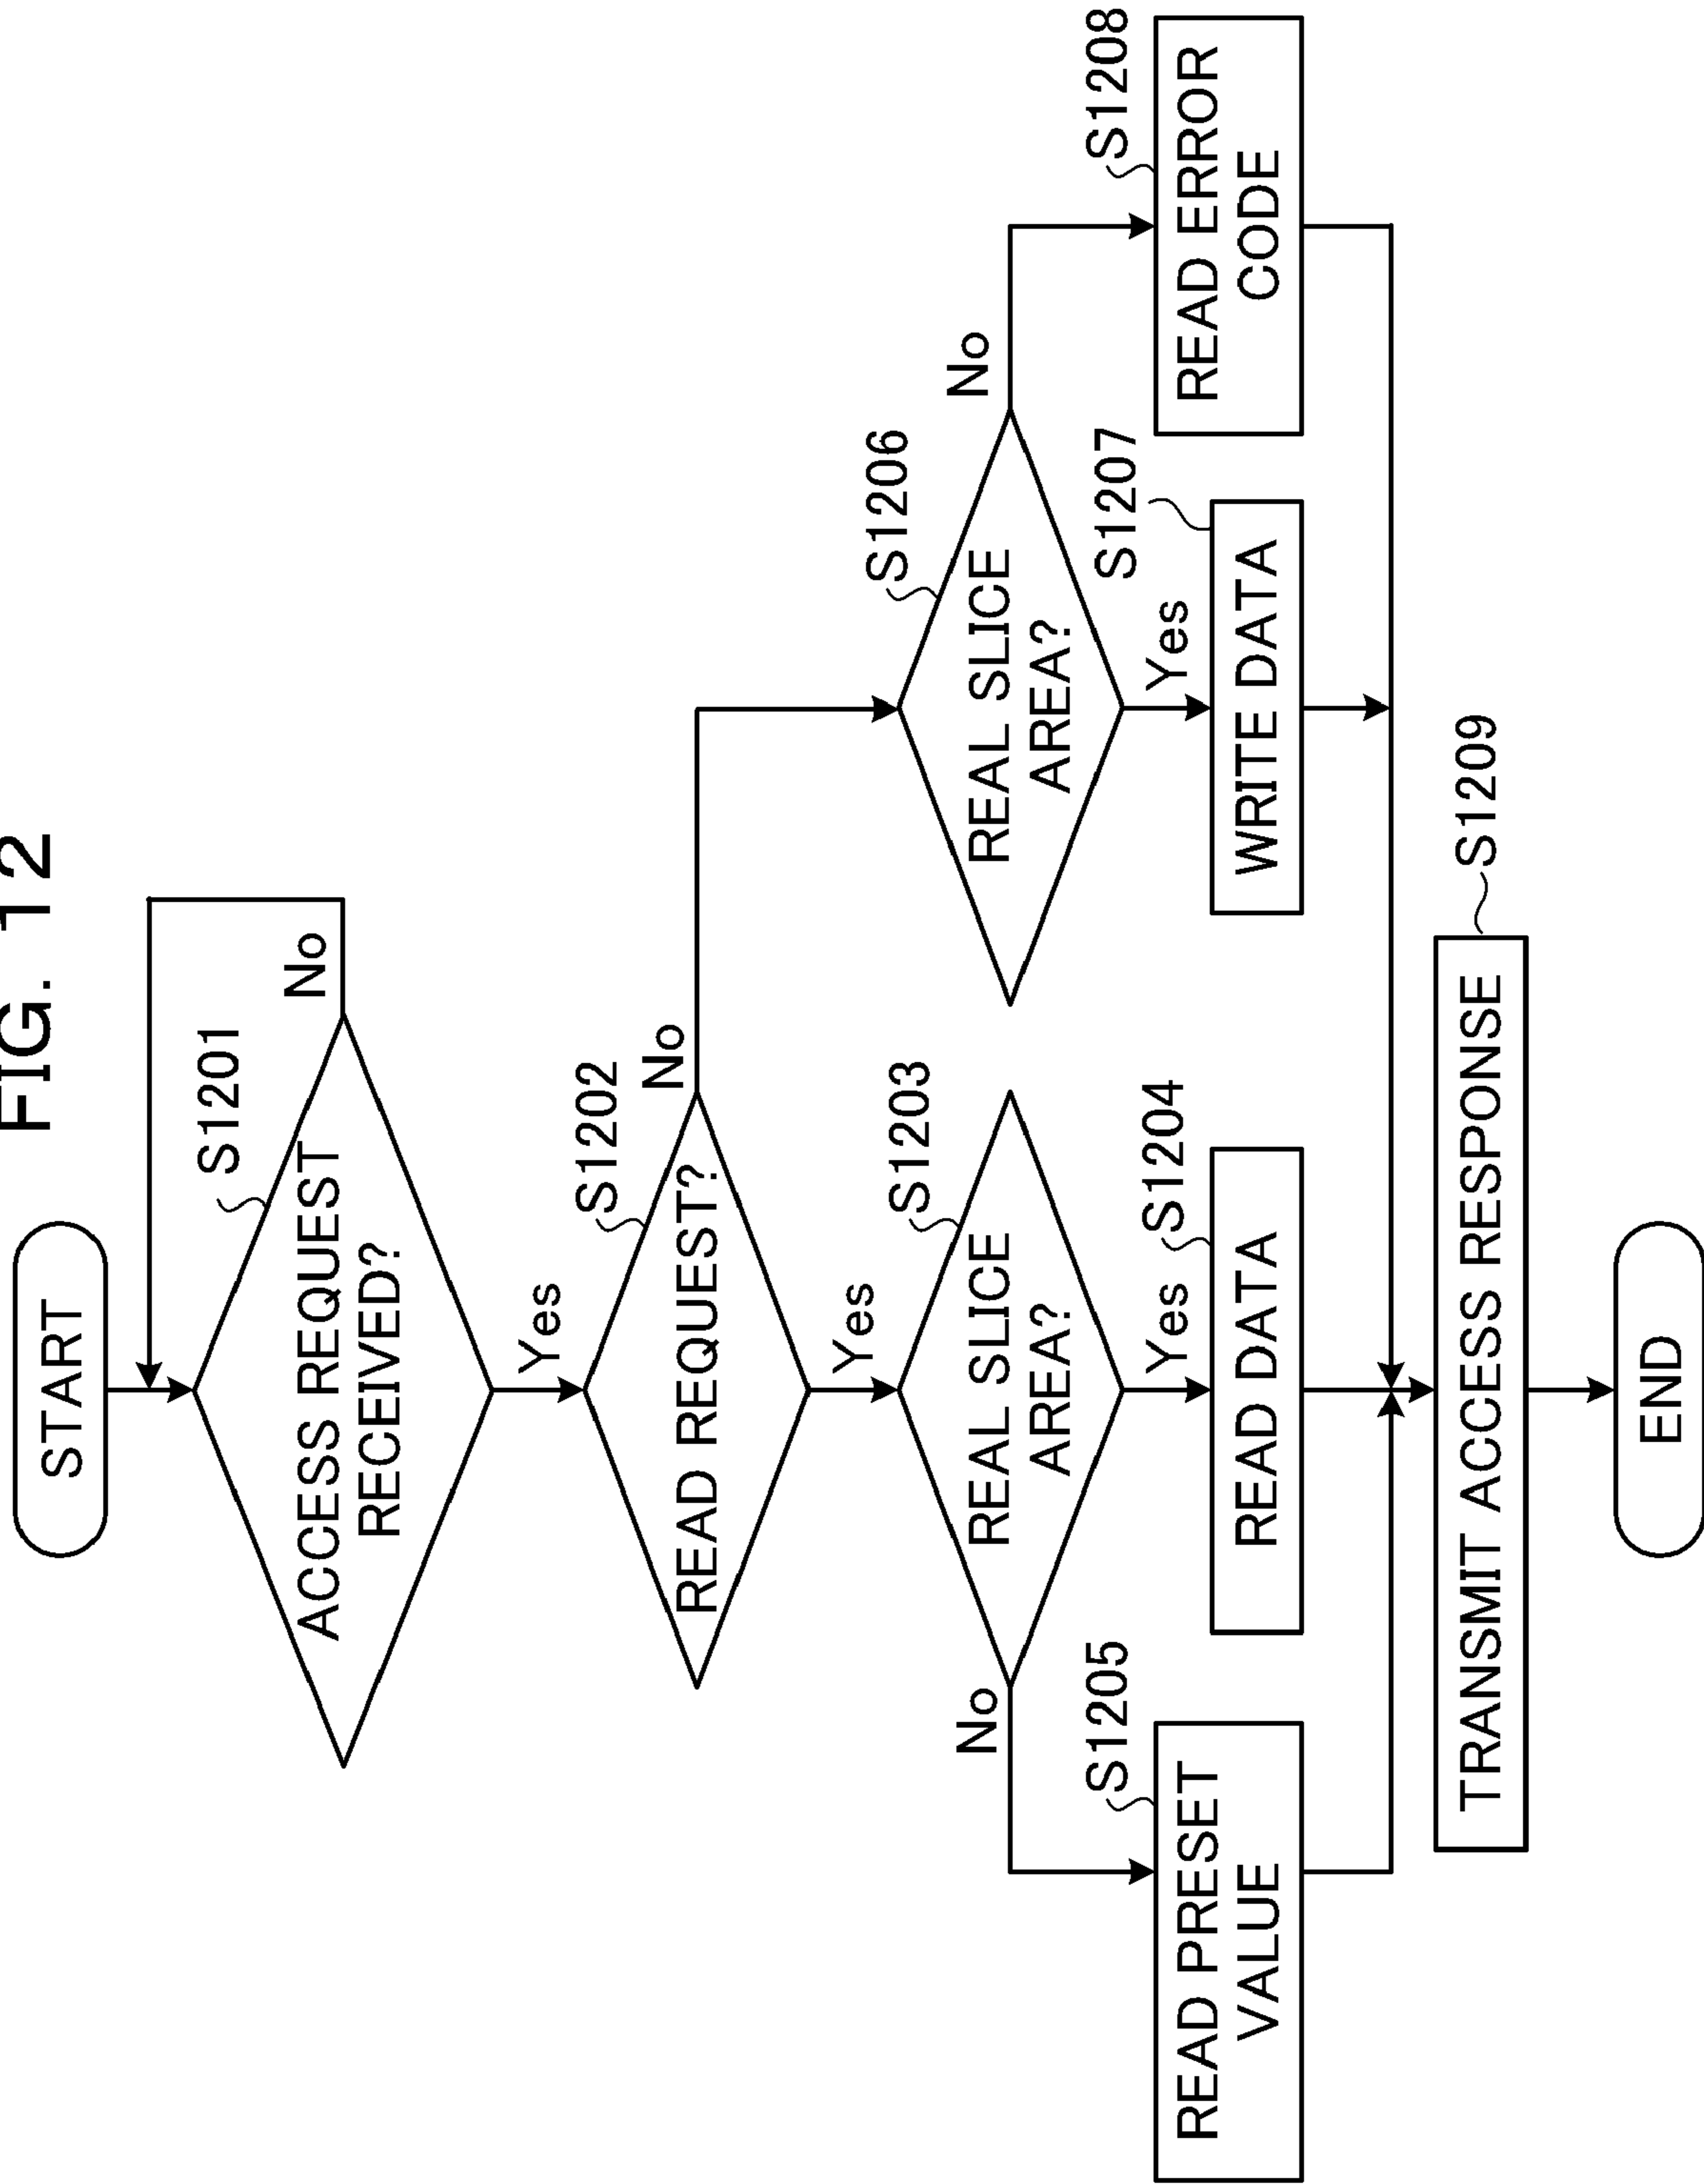 FIG. 12
START
S1201
ACCESS REQUEST
RECEIVED?
No
Yes
S1202
READ REQUEST?
No
Yes
S1203
REAL SLICE
AREA?
No
Yes
S1206
REAL SLICE
AREA?
No
Yes
S1205
READ PRESET
VALUE
S1204
READ DATA
S1207
WRITE DATA
S1208
READ ERROR
CODE
S1209
TRANSMIT ACCESS RESPONSE
END